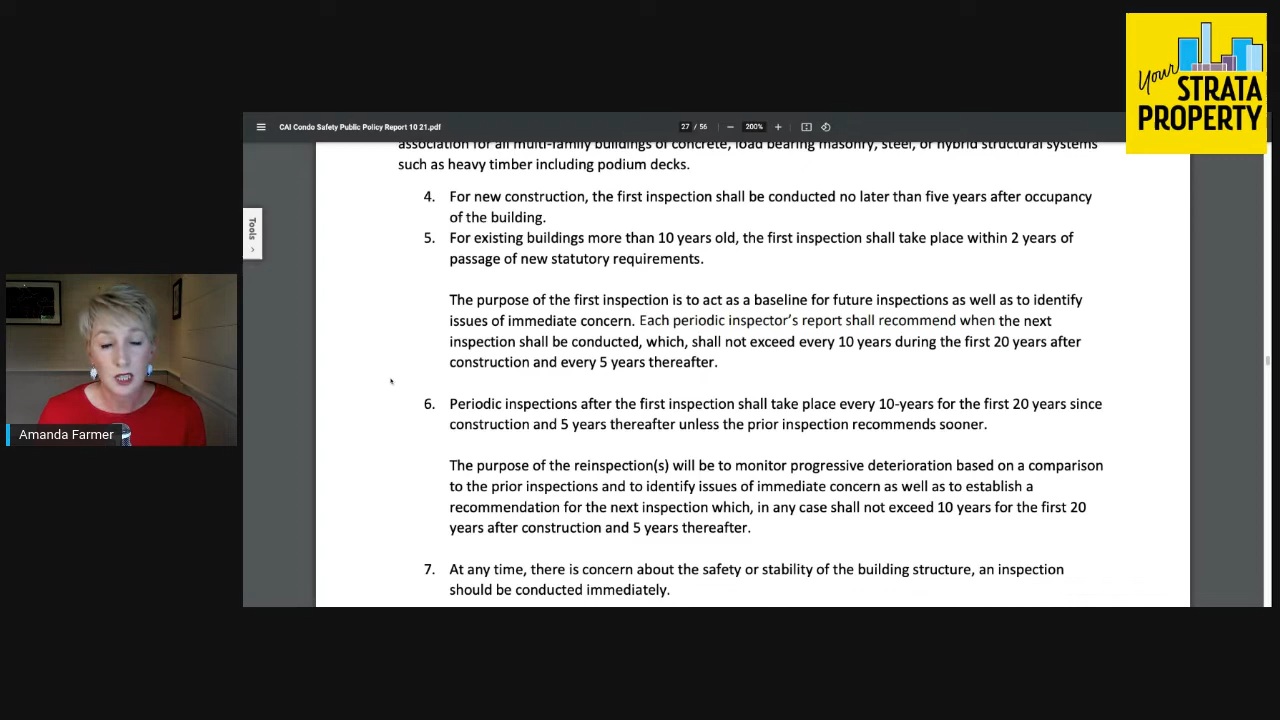 Your
STRATA
PROPERTY
CAI Condo Safety Public Policy Report 10 21.pdf
27 / 56
200%
association for all multi-family buildings of concrete, load bearing masonry, steel, or hybrid structural systems
such as heavy timber including podium decks.
4. For new construction, the first inspection shall be conducted no later than five years after occupancy
of the building.
5. For existing buildings more than 10 years old, the first inspection shall take place within 2 years of
passage of new statutory requirements.
The purpose of the first inspection is to act as a baseline for future inspections as well as to identify
issues of immediate concern. Each periodic inspector's report shall recommend when the next
inspection shall be conducted, which, shall not exceed every 10 years during the first 20 years after
construction and every 5 years thereafter.
6. Periodic inspections after the first inspection shall take place every 10-years for the first 20 years since
construction and 5 years thereafter unless the prior inspection recommends sooner.
The purpose of the reinspection(s) will be to monitor progressive deterioration based on a comparison
to the prior inspections and to identify issues of immediate concern as well as to establish a
recommendation for the next inspection which, in any case shall not exceed 10 years for the first 20
years after construction and 5 years thereafter.
7. At any time, there is concern about the safety or stability of the building structure, an inspection
should be conducted immediately.
Tools
Amanda Farmer